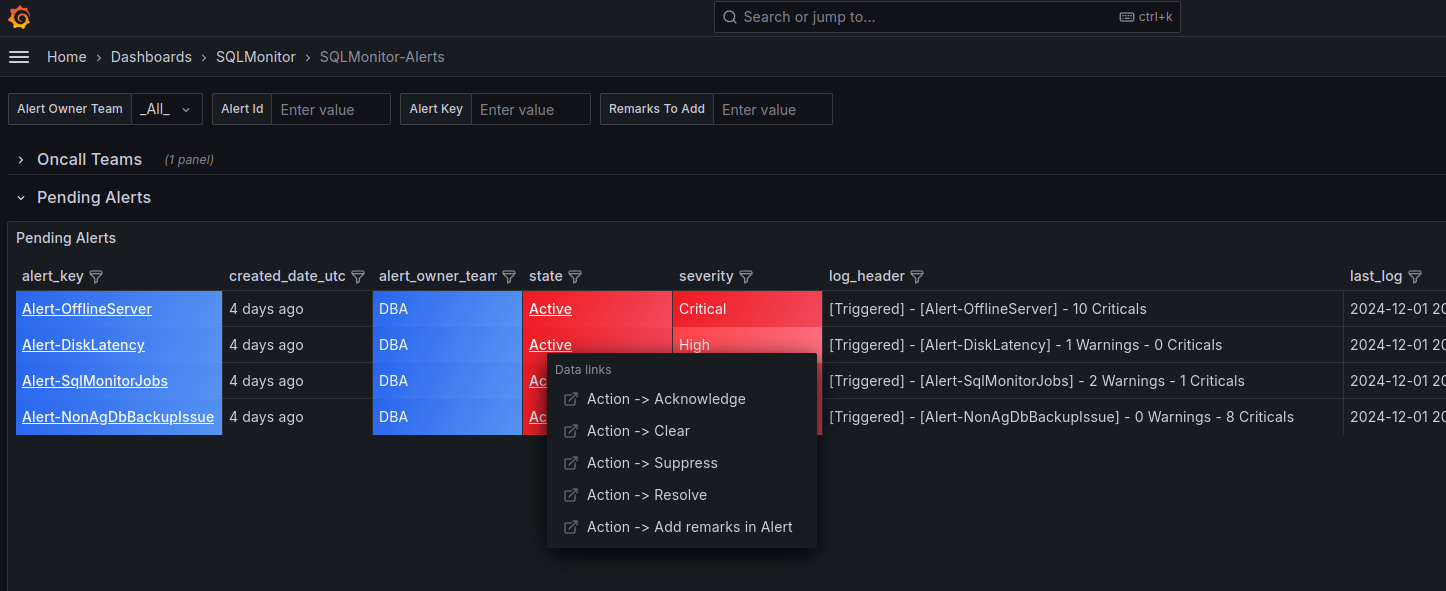 Search or jump to... ctrl+k
Home › Dashboards › SQLMonitor › SQLMonitor-Alerts
Alert Owner Team _All_ Alert Id Enter value Alert Key Enter value Remarks To Add Enter value
Oncall Teams (1 panel)
Pending Alerts
Pending Alerts
alert_key created_date_utc alert_owner_team state severity log_header last_log
Alert-OfflineServer 4 days ago DBA Active Critical [Triggered] - [Alert-OfflineServer] - 10 Criticals 2024-12-01 20
Alert-DiskLatency 4 days ago DBA Active High [Triggered] - [Alert-DiskLatency] - 1 Warnings - 0 Criticals 2024-12-01 20
Alert-SqlMonitorJobs 4 days ago DBA Ac [Triggered] - [Alert-SqlMonitorJobs] - 2 Warnings - 1 Criticals 2024-12-01 20
Alert-NonAgDbBackupIssue 4 days ago DBA Ac [Triggered] - [Alert-NonAgDbBackupIssue] - 0 Warnings - 8 Criticals 2024-12-01 20
Data links
Action -> Acknowledge
Action -> Clear
Action -> Suppress
Action -> Resolve
Action -> Add remarks in Alert